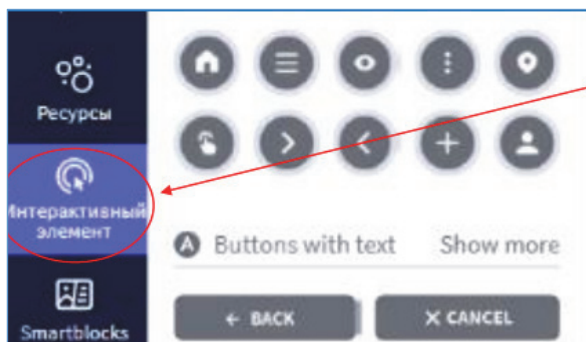 Ресурсы
Интерактивный
элемент
Smartblocks
A Buttons with text Show more
← BACK
X CANCEL